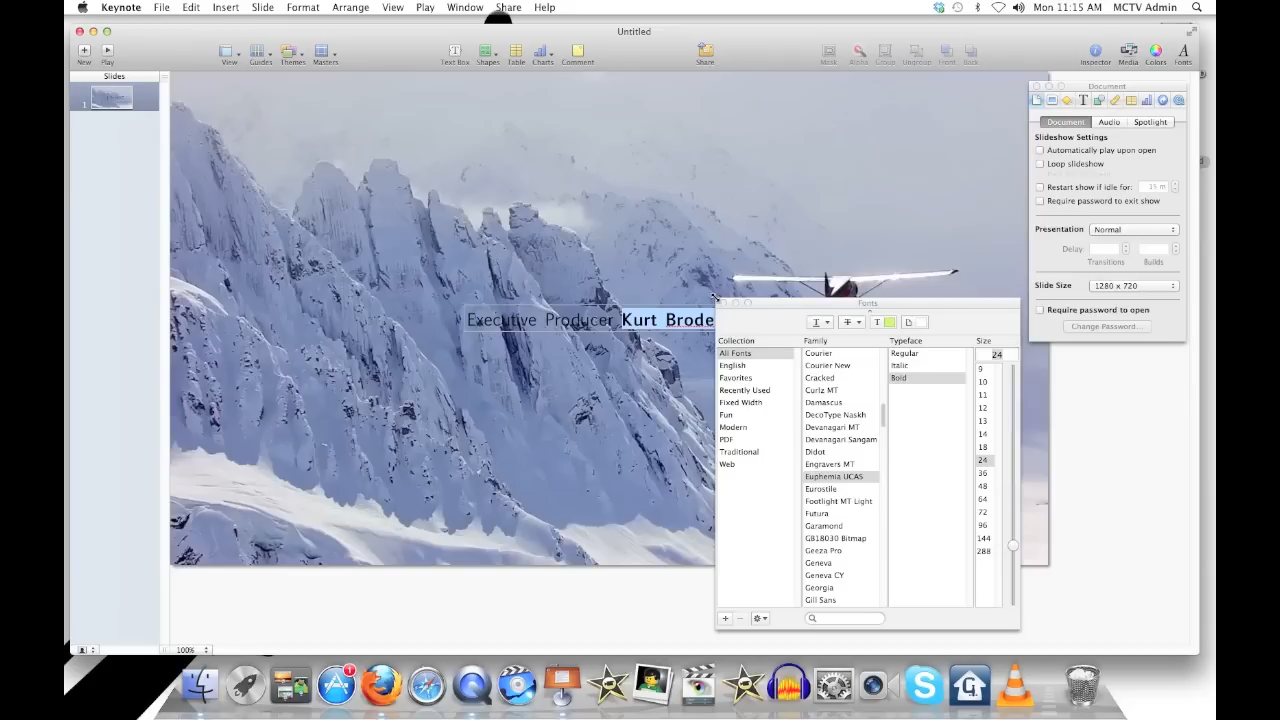 Keynote File Edit Insert Slide Format Arrange View Play Window Share Help Mon 11:15 AM MCTV Admin
Untitled
New Play View Guides Themes Masters Text Box Shapes Table Charts Comment Share Mask Alpha Group Ungroup Front Back Inspector Media Colors Fonts
Slides
1
Document
Document Audio Spotlight
Slideshow Settings
Automatically play upon open
Loop slideshow
Restart show if idle for: 15 m
Require password to exit show
Presentation Normal
Delay:
Transitions Builds
Slide Size 1280 x 720
Require password to open
Change Password...
Executive Producer Kurt Brode
Fonts
Collection Family Typeface Size
All Fonts Courier Regular 24
English Courier New Italic 9
Favorites Cracked Bold 10
Recently Used Curlz MT 11
Fixed Width Damascus 12
Fun DecoType Naskh 13
Modern Devanagari MT 14
PDF Devanagari Sangam 18
Traditional Didot 24
Web Engravers MT 36
Euphemia UCAS 48
Eurostile 64
Footlight MT Light 72
Futura 96
Garamond 144
GB18030 Bitmap 288
Geeza Pro
Geneva
Geneva CY
Georgia
Gill Sans
100%
1